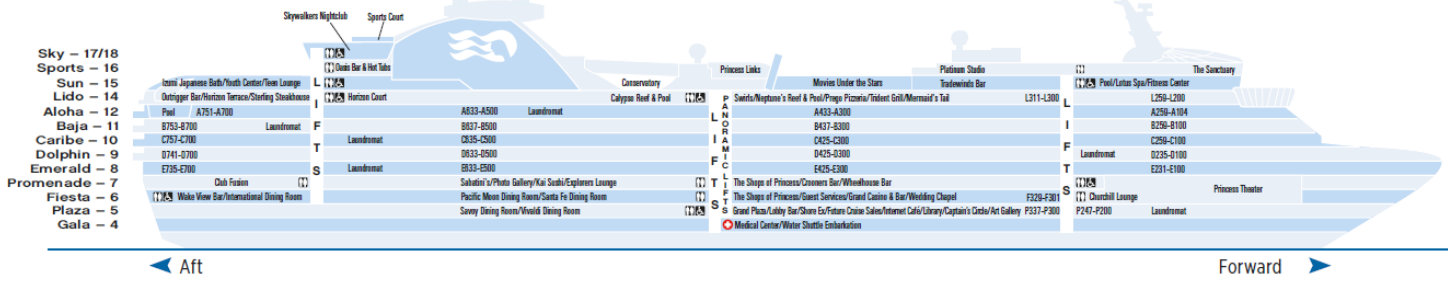 Skywalkers Nightclub Sports Court
Sky – 17/18
Sports – 16 Oasis Bar & Hot Tubs Princess Links Platinum Studio The Sanctuary
Sun – 15 Izumi Japanese Bath/Youth Center/Teen Lounge Conservatory Movies Under the Stars Tradewinds Bar Pool/Lotus Spa/Fitness Center
Lido – 14 Outrigger Bar/Horizon Terrace/Sterling Steakhouse Horizon Court Calypso Reef & Pool Swirls/Neptune's Reef & Pool/Prego Pizzeria/Trident Grill/Mermaid's Tail L311-L300 L259-L200
Aloha – 12 Pool A751-A700 A633-A500 Laundromat A433-A300 A259-A104
Baja – 11 B753-B700 Laundromat B637-B500 B437-B300 B259-B100
Caribe – 10 C757-C700 Laundromat C635-C500 C425-C300 C259-C100
Dolphin – 9 D741-D700 D633-D500 D425-D300 Laundromat D235-D100
Emerald – 8 E735-E700 Laundromat E633-E500 E425-E300 E231-E100
Promenade – 7 Club Fusion Sabatini's/Photo Gallery/Kai Sushi/Explorers Lounge The Shops of Princess/Crooners Bar/Wheelhouse Bar Princess Theater
Fiesta – 6 Wake View Bar/International Dining Room Pacific Moon Dining Room/Santa Fe Dining Room The Shops of Princess/Guest Services/Grand Casino & Bar/Wedding Chapel F329-F301 Churchill Lounge
Plaza – 5 Savoy Dining Room/Vivaldi Dining Room Grand Plaza/Lobby Bar/Shore Ex/Future Cruise Sales/Internet Café/Library/Captain's Circle/Art Gallery P337-P300 P247-P200 Laundromat
Gala – 4 Medical Center/Water Shuttle Embarkation
LIFTS
LIFTS
PANORAMIC LIFTS
LIFTS
Aft Forward